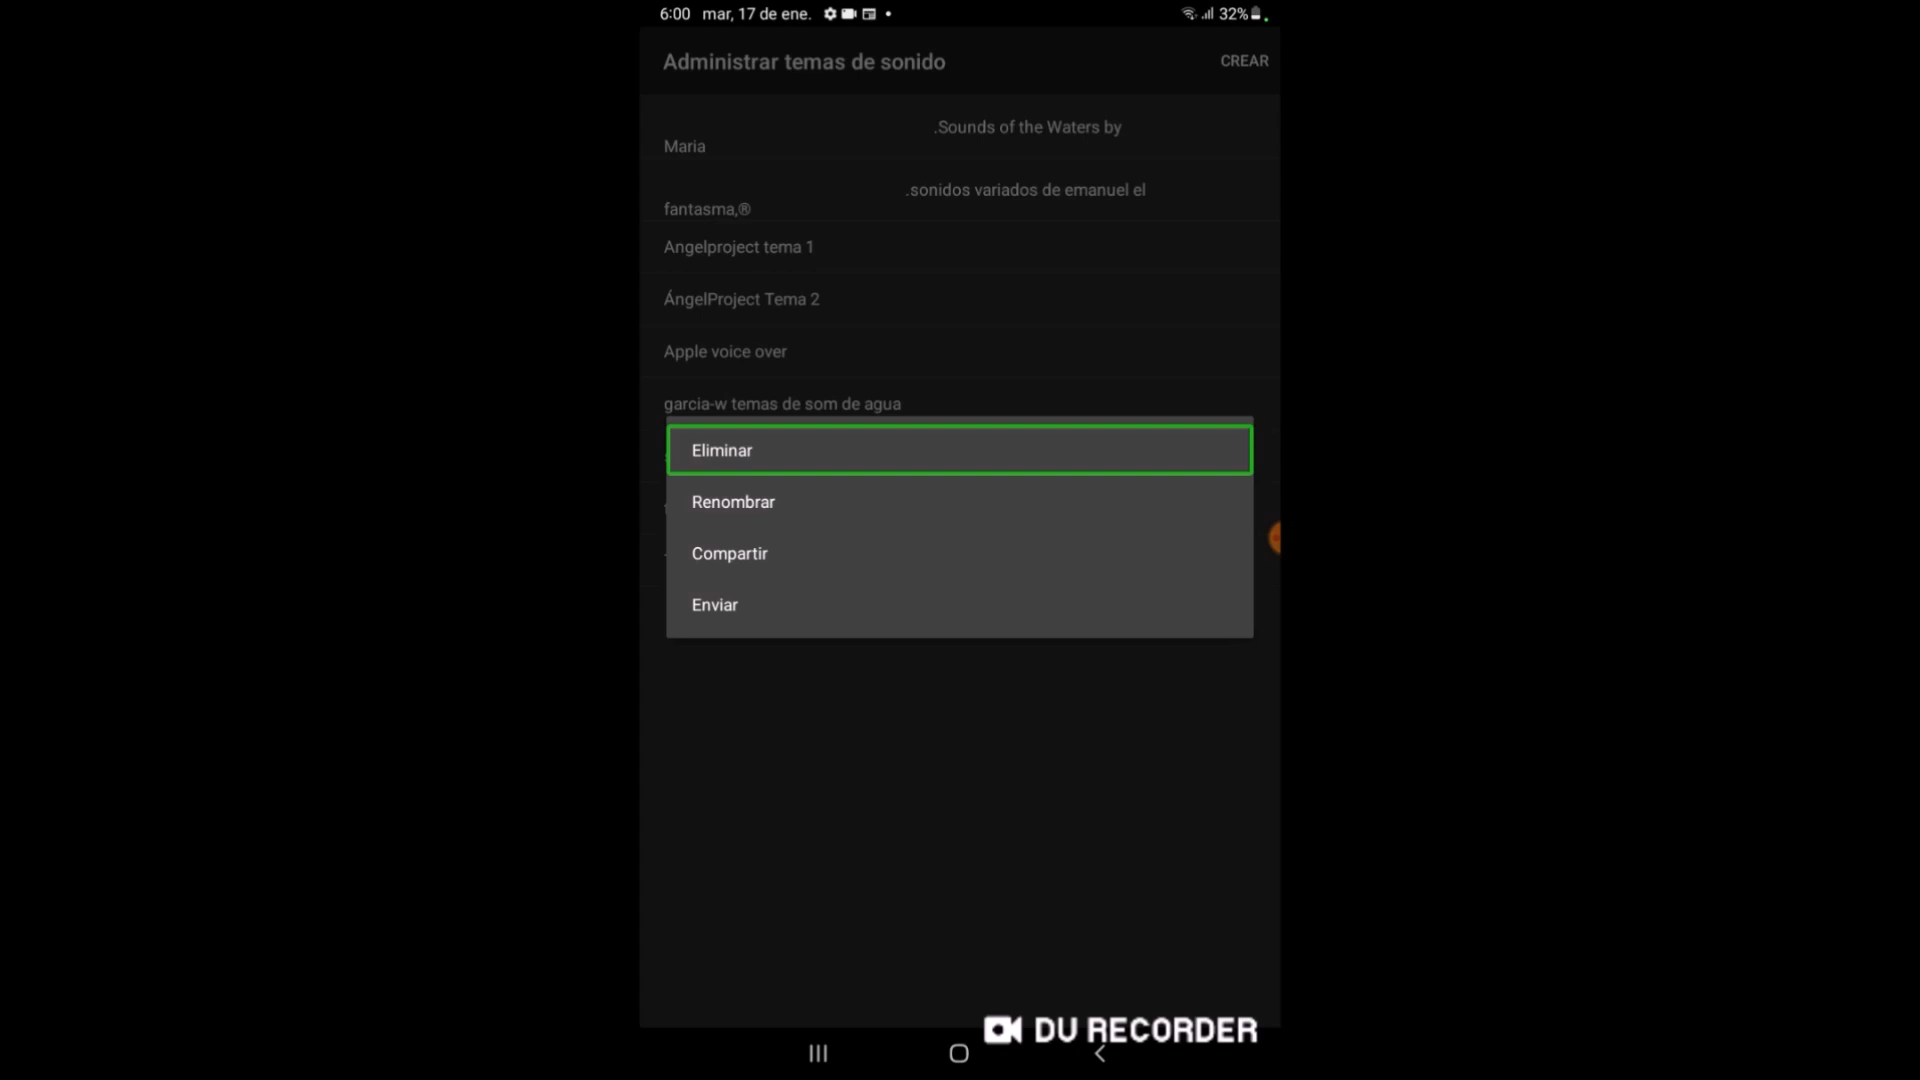 6:00 mar, 17 de ene.
32%
Administrar temas de sonido
CREAR
.Sounds of the Waters by
Maria
.sonidos variados de emanuel el
fantasma,®
Angelproject tema 1
ÁngelProject Tema 2
Apple voice over
garcia-w temas de som de agua
Eliminar
Renombrar
Compartir
Enviar
DU RECORDER